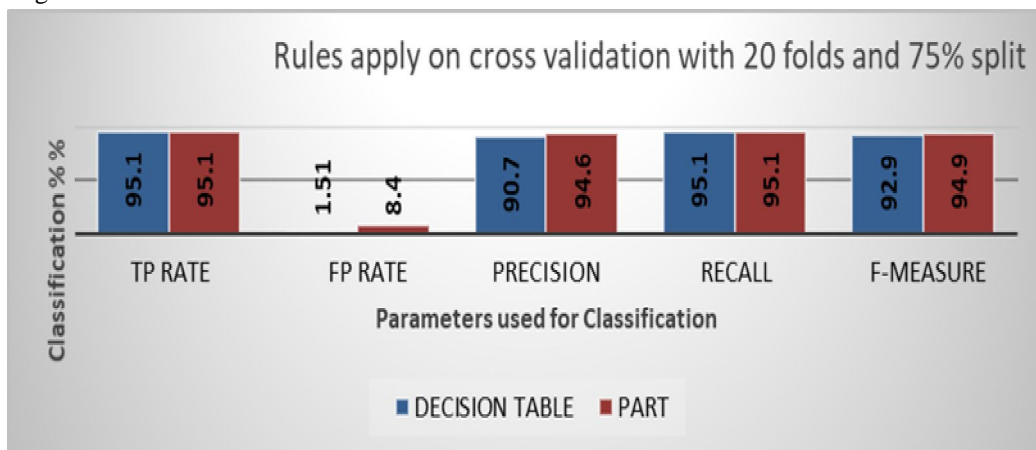 Rules apply on cross validation with 20 folds and 75% split
Classification % %
95.1
95.1
1.51
8.4
90.7
94.6
95.1
95.1
92.9
94.9
TP RATE
FP RATE
PRECISION
RECALL
F-MEASURE
Parameters used for Classification
DECISION TABLE
PART